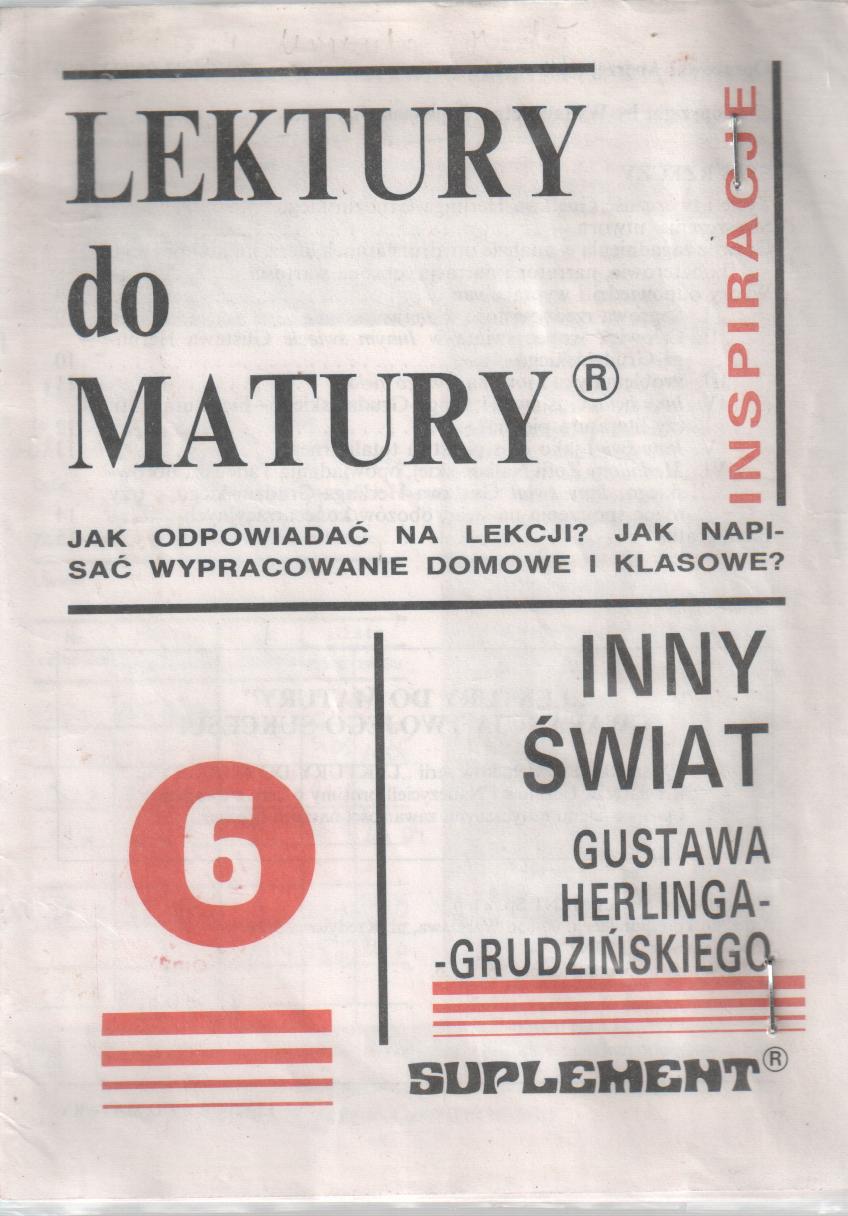 LEKTURY
do
MATURY®
INSPIRACJE
JAK ODPOWIADAĆ NA LEKCJI? JAK NAPI-
SAĆ WYPRACOWANIE DOMOWE I KLASOWE?
6
INNY
ŚWIAT
GUSTAWA
HERLINGA-
-GRUDZIŃSKIEGO
SUPLEMENT®